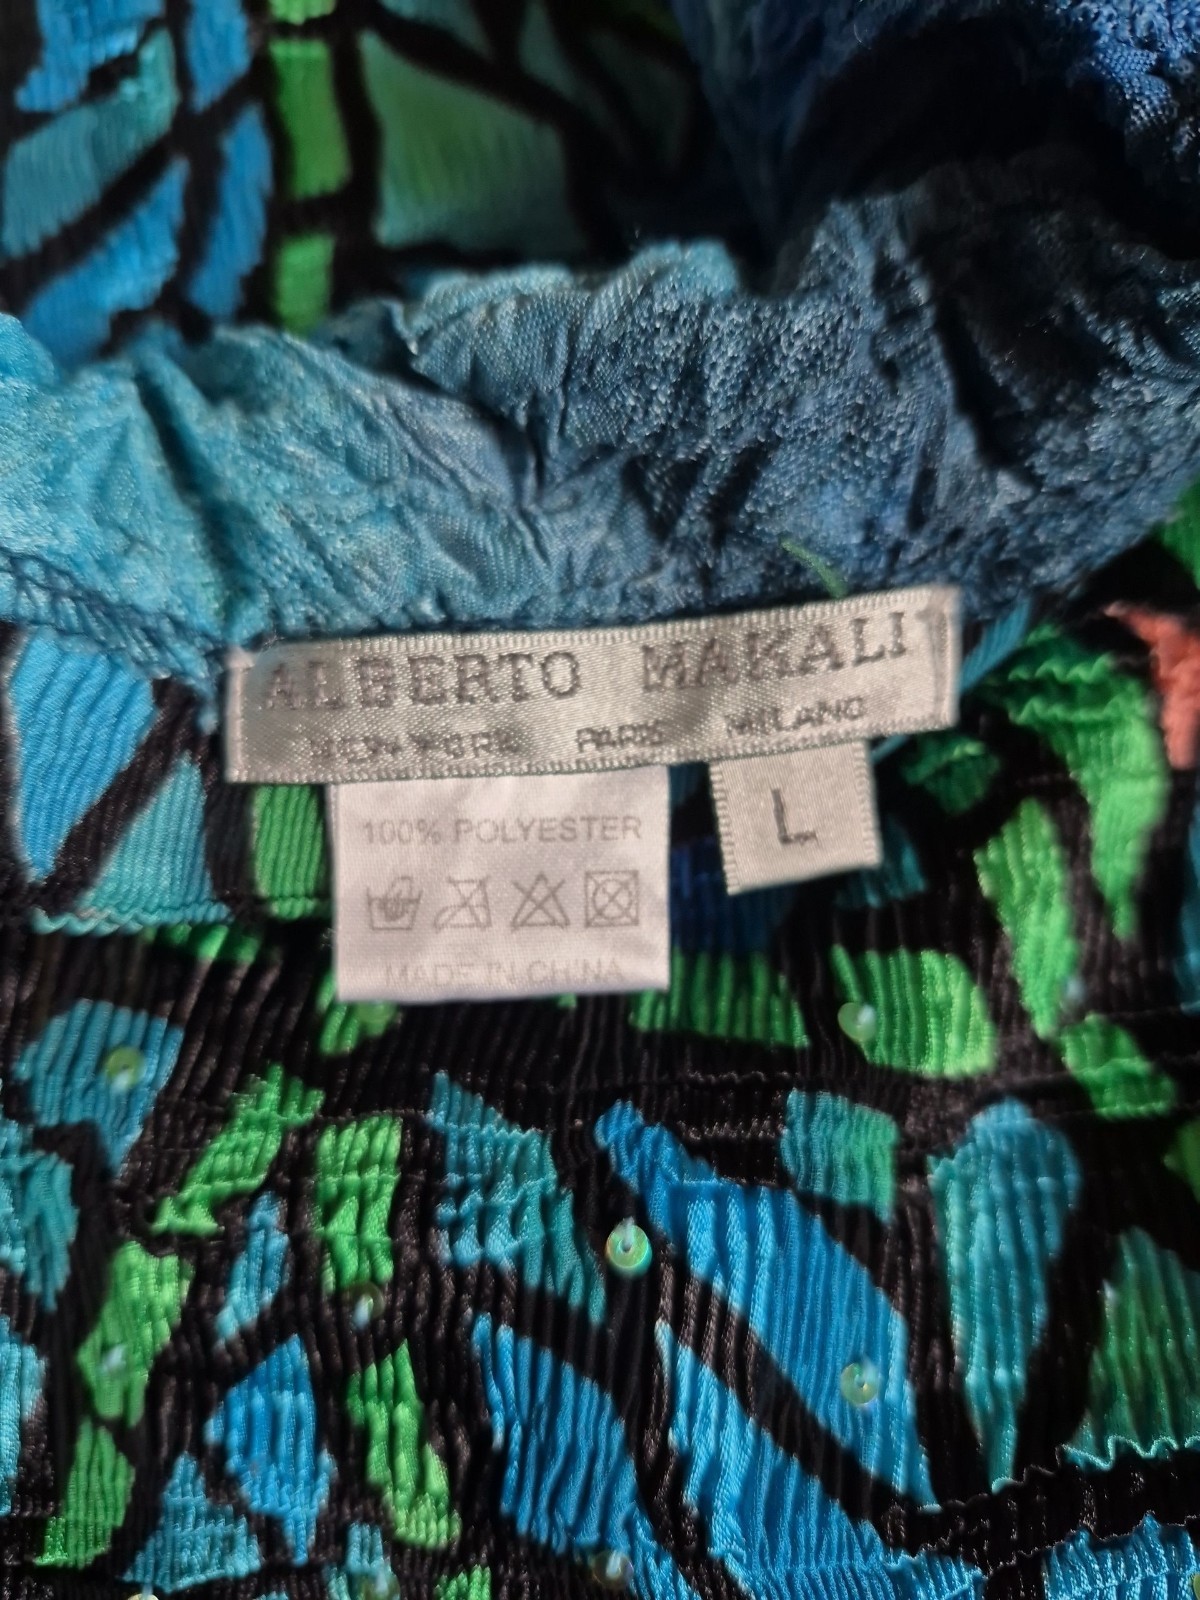 ALBERTO MAKALI
NEW YORK PARIS MILANO
L
100% POLYESTER
MADE IN CHINA